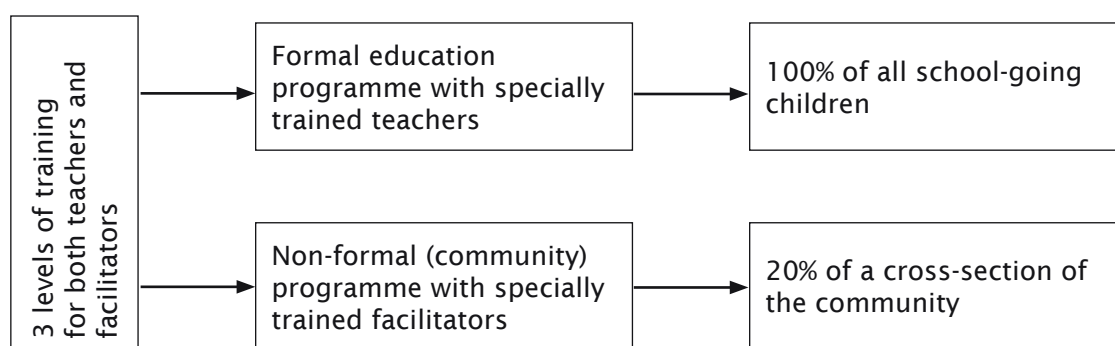 3 levels of training
for both teachers and
facilitators
Formal education
programme with specially
trained teachers
100% of all school-going
children
Non-formal (community)
programme with specially
trained facilitators
20% of a cross-section of
the community